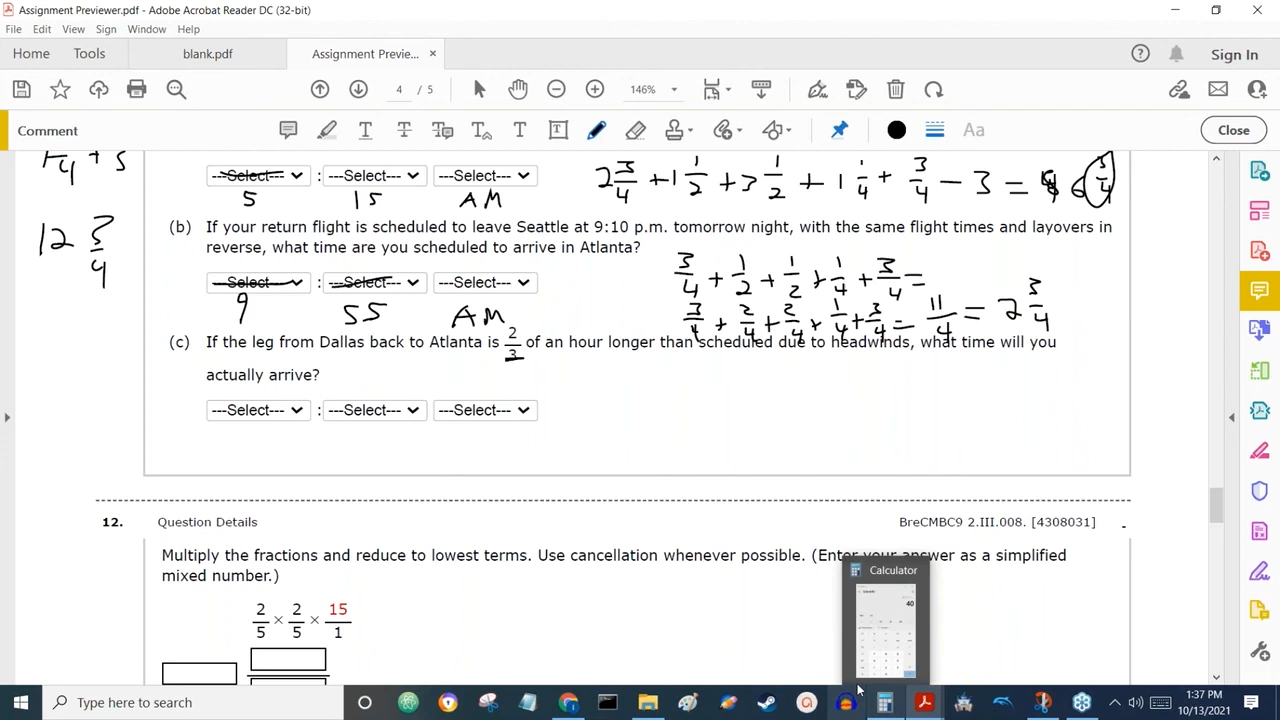 Assignment Previewer.pdf - Adobe Acrobat Reader DC (32-bit)
File Edit View Sign Window Help
Home Tools blank.pdf Assignment Previe... × Sign In
4 / 5 146%
Comment Close
---Select--- : ---Select--- ---Select---
5 15 AM
2 3/4 + 1 1/2 + 3 1/2 + 1 1/4 + 3/4 - 3 =
12 3/4
(b) If your return flight is scheduled to leave Seattle at 9:10 p.m. tomorrow night, with the same flight times and layovers in
reverse, what time are you scheduled to arrive in Atlanta?
3/4 + 1/2 + 1/2 + 1/4 + 3/4 =
---Select--- : ---Select--- ---Select---
9 55 AM
3/4 + 2/4 + 2/4 + 1/4 + 3/4 = 11/4 = 2 3/4
(c) If the leg from Dallas back to Atlanta is 2/3 of an hour longer than scheduled due to headwinds, what time will you
actually arrive?
---Select--- : ---Select--- ---Select---
12. Question Details BreCMBC9 2.III.008. [4308031]
Multiply the fractions and reduce to lowest terms. Use cancellation whenever possible. (Enter your answer as a simplified
mixed number.)
2/5 × 2/5 × 15/1
Calculator
40
Type here to search
1:37 PM
10/13/2021